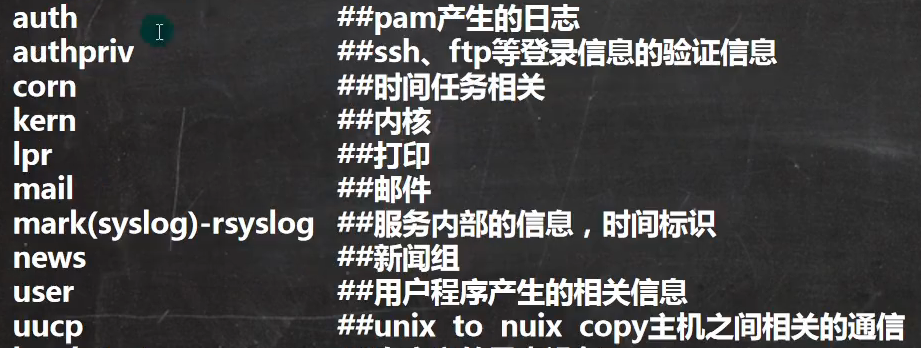 auth ##pam产生的日志
authpriv ##ssh、ftp等登录信息的验证信息
corn ##时间任务相关
kern ##内核
lpr ##打印
mail ##邮件
mark(syslog)-rsyslog ##服务内部的信息，时间标识
news ##新闻组
user ##用户程序产生的相关信息
uucp ##unix to nuix copy主机之间相关的通信